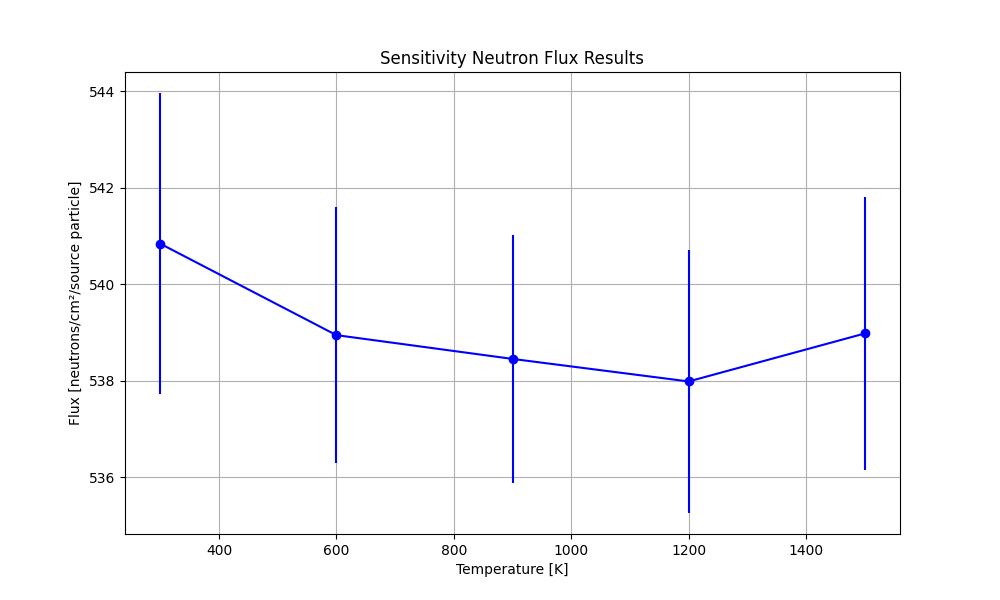 Sensitivity Neutron Flux Results
Flux [neutrons/cm²/source particle]
544
542
540
538
536
400 600 800 1000 1200 1400
Temperature [K]